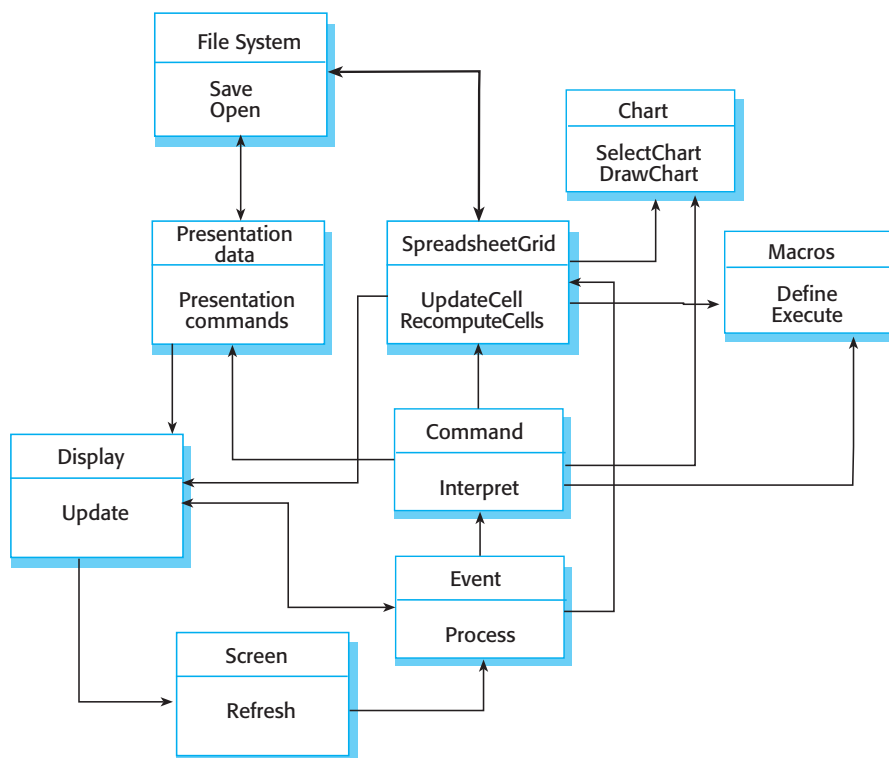 File System
Save
Open
Chart
SelectChart
DrawChart
Presentation
data
Presentation
commands
SpreadsheetGrid
UpdateCell
RecomputeCells
Macros
Define
Execute
Display
Update
Command
Interpret
Event
Process
Screen
Refresh